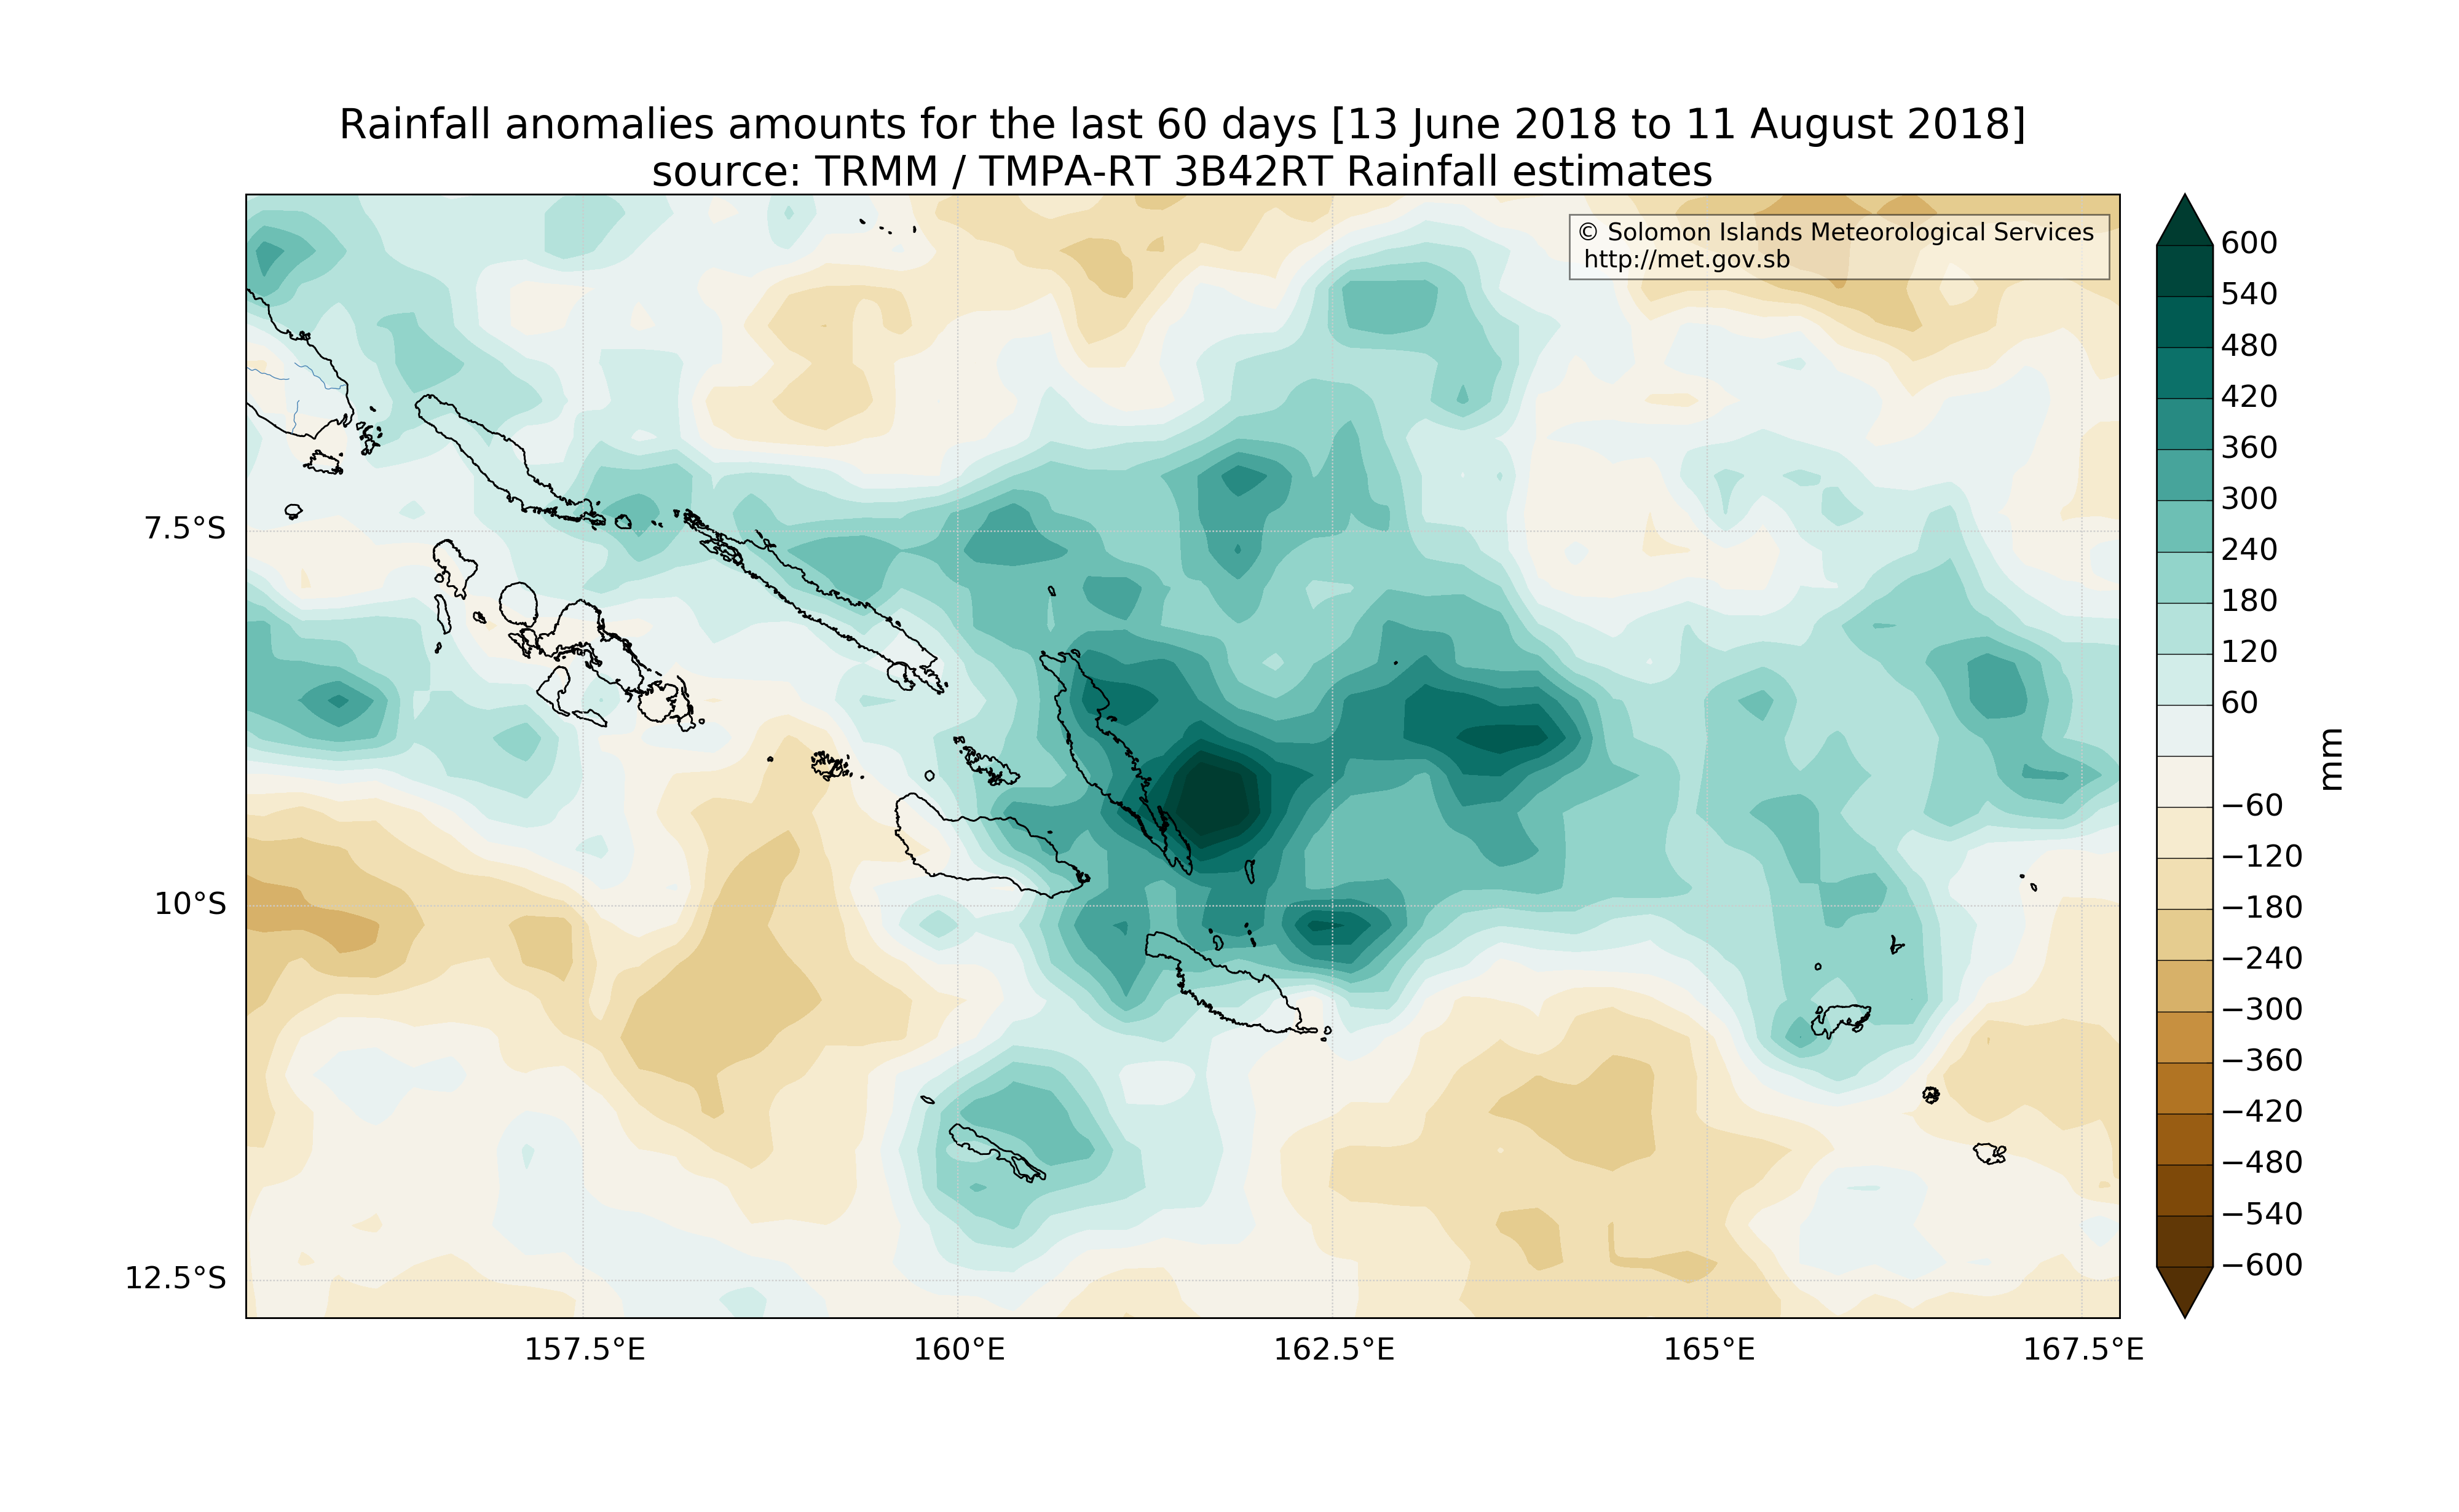 Rainfall anomalies amounts for the last 60 days [13 June 2018 to 11 August 2018]
source: TRMM / TMPA-RT 3B42RT Rainfall estimates
© Solomon Islands Meteorological Services
http://met.gov.sb
7.5°S
10°S
12.5°S
157.5°E
160°E
162.5°E
165°E
167.5°E
600
540
480
420
360
300
240
180
120
60
−60
−120
−180
−240
−300
−360
−420
−480
−540
−600
mm